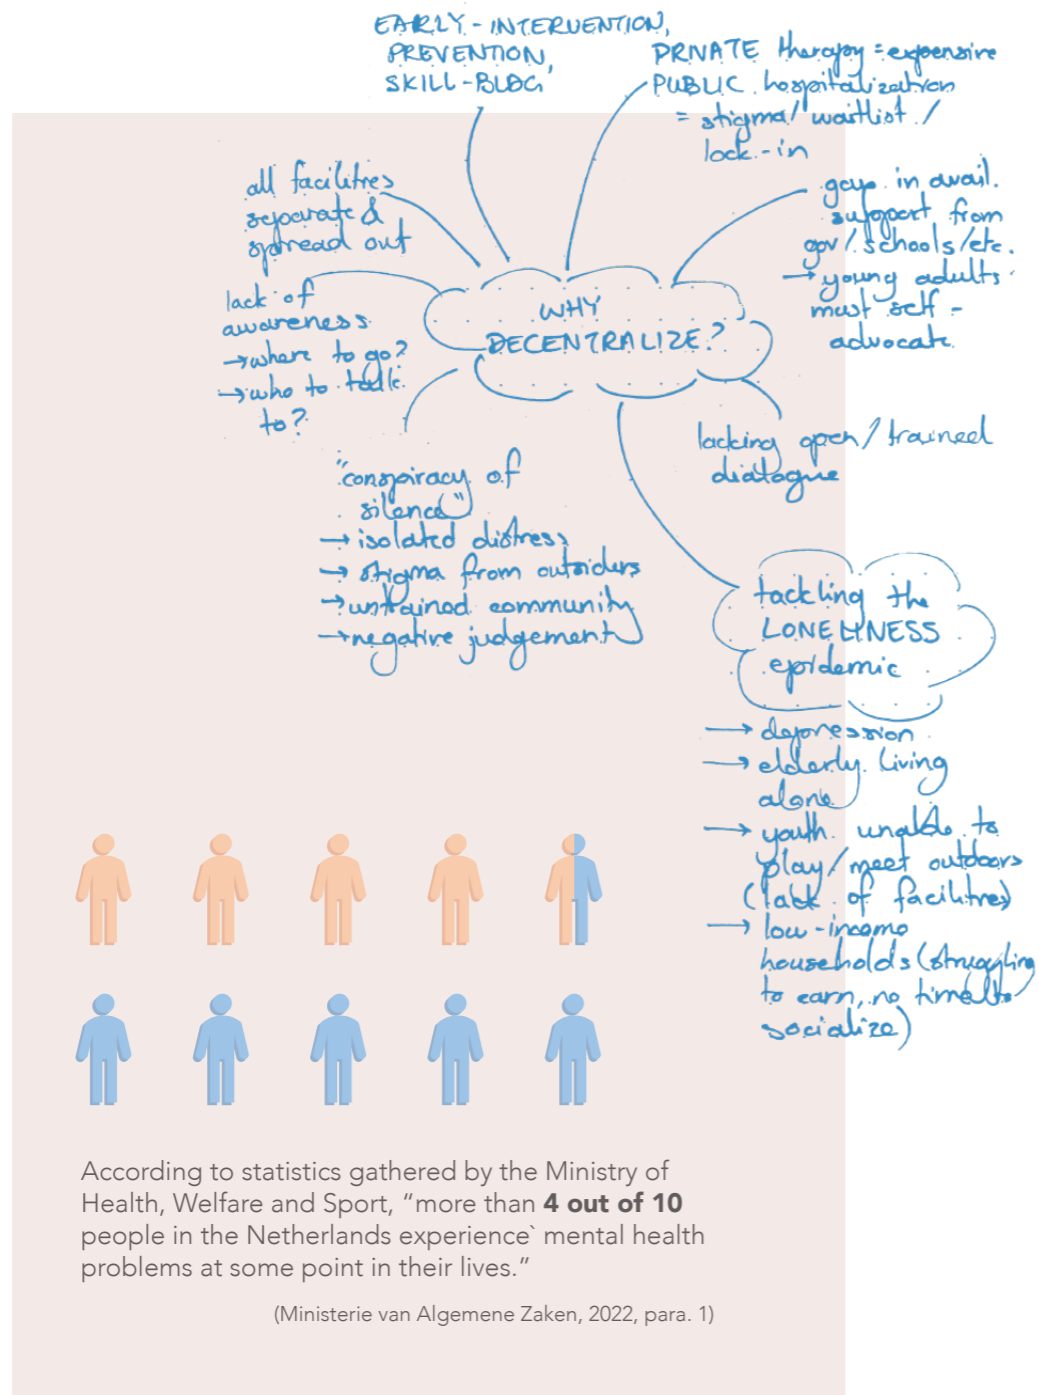 EARLY-INTERVENTION,
PREVENTION,
SKILL-BLDG
PRIVATE therapy = expensive
PUBLIC hospitalization
= stigma/ waitlist /
lock-in
all facilities
separate &
spread out
gap in avail.
support from
gov/schools/etc.
→ young adults
must self-
advocate
lack of
awareness
→ where to go?
→ who to talk
to?
WHY
DECENTRALIZE?
lacking open/trained
dialogue
"conspiracy of
silence"
→ isolated distress
→ stigma from outsiders
→ untrained community
→ negative judgement
tackling the
LONELINESS
epidemic
→ depression
→ elderly living
alone
→ youth unable to
play/meet outdoors
(lack of facilities)
→ low-income
households (struggling
to earn, no time to
socialize)
According to statistics gathered by the Ministry of
Health, Welfare and Sport, “more than 4 out of 10
people in the Netherlands experience` mental health
problems at some point in their lives.”
(Ministerie van Algemene Zaken, 2022, para. 1)